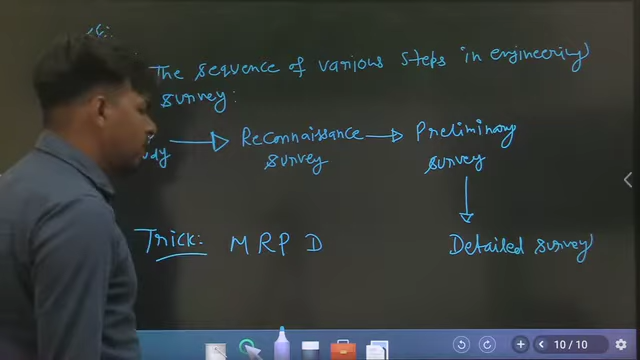 The sequence of various steps in engineering
survey:
Reconnaissance Preliminary
survey survey
Trick: M R P D Detailed survey
10 / 10